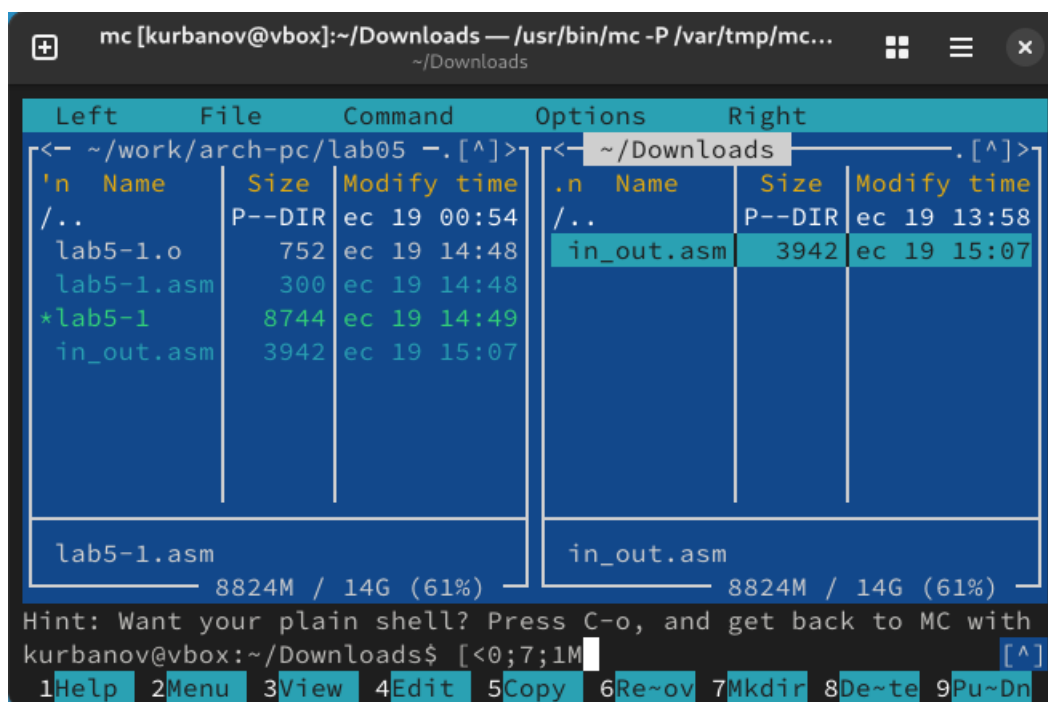 mc [kurbanov@vbox]:~/Downloads — /usr/bin/mc -P /var/tmp/mc...
~/Downloads
Left File Command Options Right
<─ ~/work/arch-pc/lab05 ─.[^]>
'n Name Size Modify time
/.. P--DIR ec 19 00:54
lab5-1.o 752 ec 19 14:48
lab5-1.asm 300 ec 19 14:48
*lab5-1 8744 ec 19 14:49
in_out.asm 3942 ec 19 15:07
lab5-1.asm
8824M / 14G (61%)
<─ ~/Downloads ─.[^]>
.n Name Size Modify time
/.. P--DIR ec 19 13:58
in_out.asm 3942 ec 19 15:07
in_out.asm
8824M / 14G (61%)
Hint: Want your plain shell? Press C-o, and get back to MC with
kurbanov@vbox:~/Downloads$ [<0;7;1M [^]
1Help 2Menu 3View 4Edit 5Copy 6Re~ov 7Mkdir 8De~te 9Pu~Dn